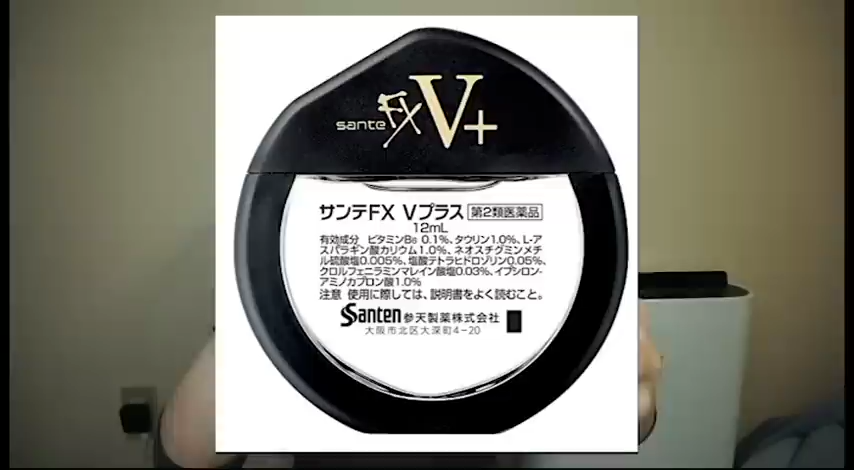 sante FX V+
サンテFX Vプラス 第2類医薬品
12mL
有効成分 ビタミンB6 0.1%、タウリン1.0%、L-ア
スパラギン酸カリウム1.0%、ネオスチグミンメチ
ル硫酸塩0.005%、塩酸テトラヒドロゾリン0.05%、
クロルフェニラミンマレイン酸塩0.03%、イプシロン-
アミノカプロン酸1.0%
注意 使用に際しては、説明書をよく読むこと。
Santen 参天製薬株式会社
大阪市北区大深町4-20